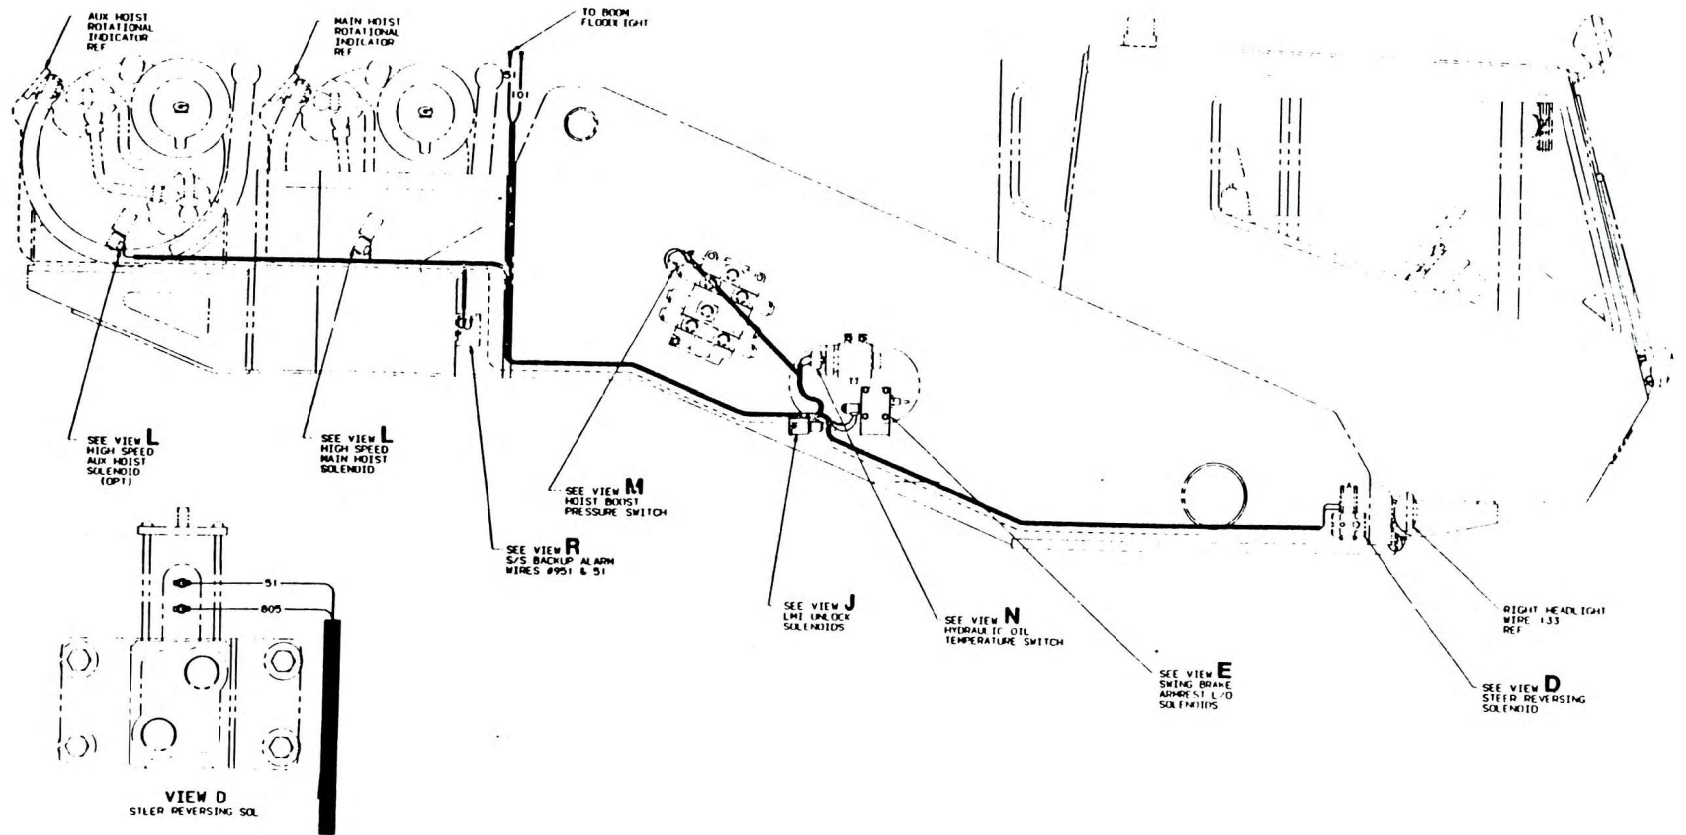 AUX HOIST
ROTATIONAL
INDICATOR
REF
MAIN HOIST
ROTATIONAL
INDICATOR
REF
TO BOOM
FLOODLIGHT
51
101
G
G
SEE VIEW L
HIGH SPEED
AUX HOIST
SOLENOID
(OPT)
SEE VIEW L
HIGH SPEED
MAIN HOIST
SOLENOID
SEE VIEW M
HOIST BOOST
PRESSURE SWITCH
SEE VIEW R
S/S BACKUP ALARM
WIRES #951 & 51
SEE VIEW J
LMI UNLOCK
SOLENOIDS
SEE VIEW N
HYDRAULIC OIL
TEMPERATURE SWITCH
SEE VIEW E
SWING BRAKE
ARMREST L/O
SOLENOIDS
SEE VIEW D
STEER REVERSING
SOLENOID
RIGHT HEADLIGHT
WIRE 133
REF
51
805
VIEW D
STEER REVERSING SOL